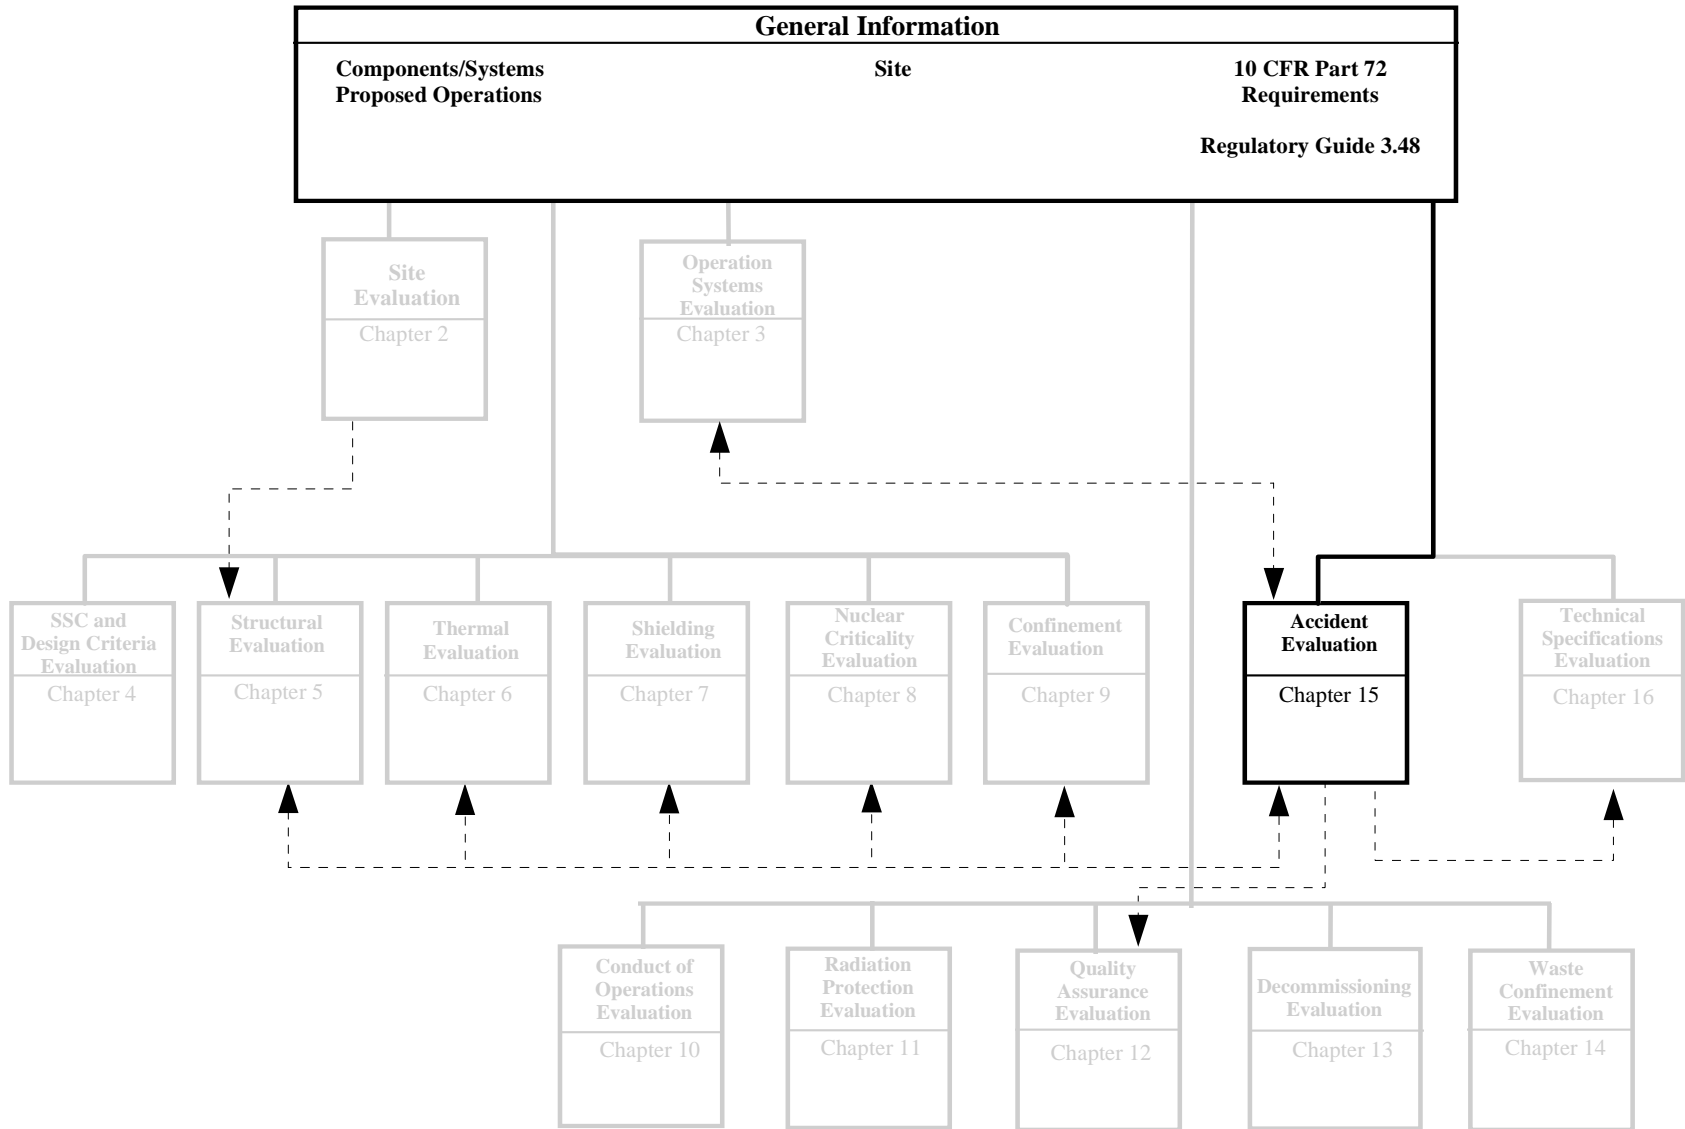 General Information
Components/Systems
Proposed Operations
Site
10 CFR Part 72
Requirements
Regulatory Guide 3.48
Site
Evaluation
Chapter 2
Operation
Systems
Evaluation
Chapter 3
SSC and
Design Criteria
Evaluation
Chapter 4
Structural
Evaluation
Chapter 5
Thermal
Evaluation
Chapter 6
Shielding
Evaluation
Chapter 7
Nuclear
Criticality
Evaluation
Chapter 8
Confinement
Evaluation
Chapter 9
Accident
Evaluation
Chapter 15
Technical
Specifications
Evaluation
Chapter 16
Conduct of
Operations
Evaluation
Chapter 10
Radiation
Protection
Evaluation
Chapter 11
Quality
Assurance
Evaluation
Chapter 12
Decommissioning
Evaluation
Chapter 13
Waste
Confinement
Evaluation
Chapter 14